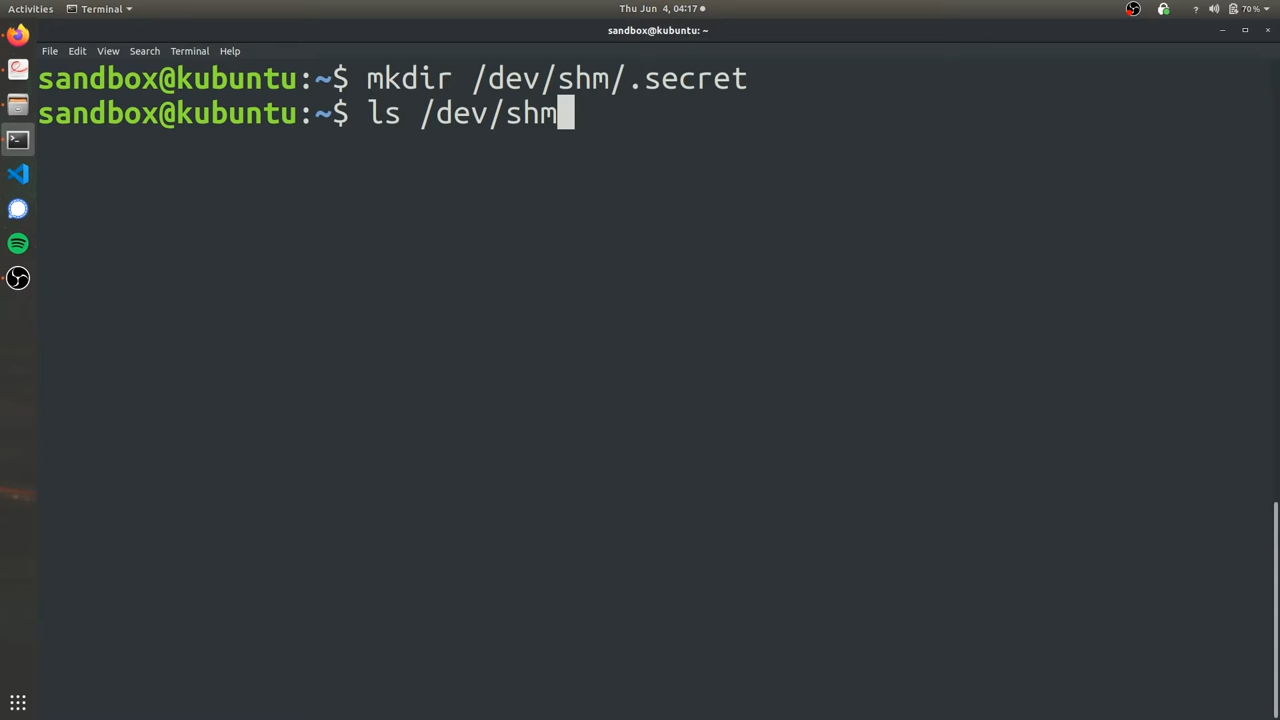 Activities Terminal Thu Jun 4, 04:17 ? 70%
sandbox@kubuntu: ~
File Edit View Search Terminal Help
sandbox@kubuntu:~$ mkdir /dev/shm/.secret
sandbox@kubuntu:~$ ls /dev/shm